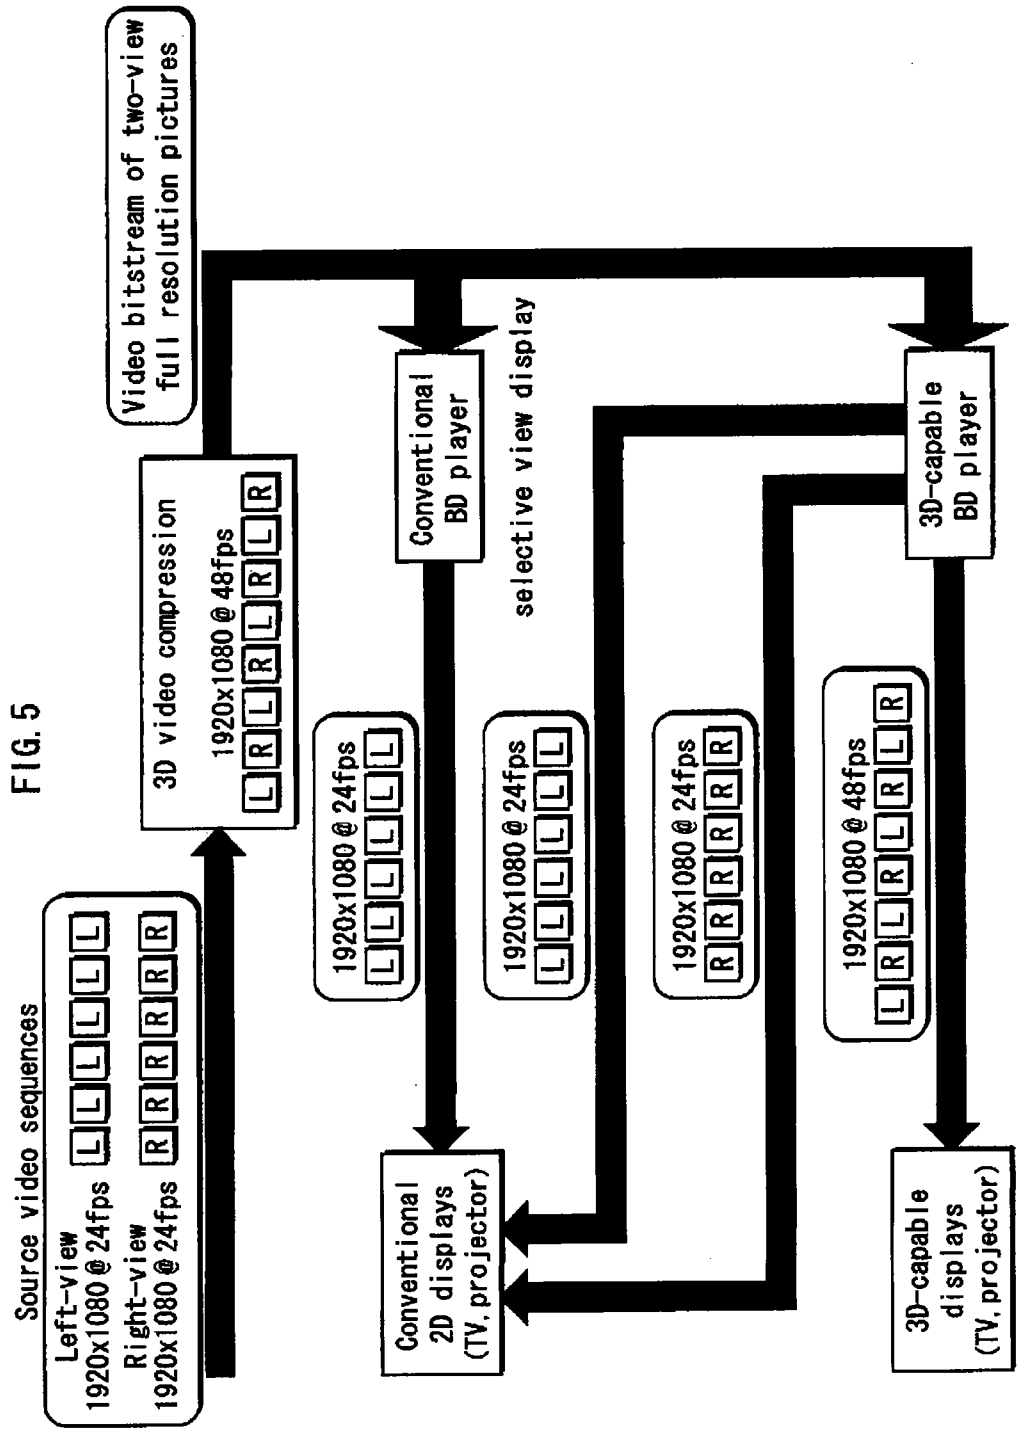 FIG. 5
Source video sequences
Left-view
1920x1080@24fps L L L L L L
Right-view
1920x1080@24fps R R R R R R
3D video compression
1920x1080@48fps
L R L R L R L R
Video bitstream of two-view
full resolution pictures
1920x1080@24fps
L L L L L L
Conventional
BD player
selective view display
1920x1080@24fps
L L L L L L
Conventional
2D displays
(TV, projector)
1920x1080@24fps
R R R R R R
1920x1080@48fps
L R L R L R L R
3D-capable
BD player
3D-capable
displays
(TV, projector)